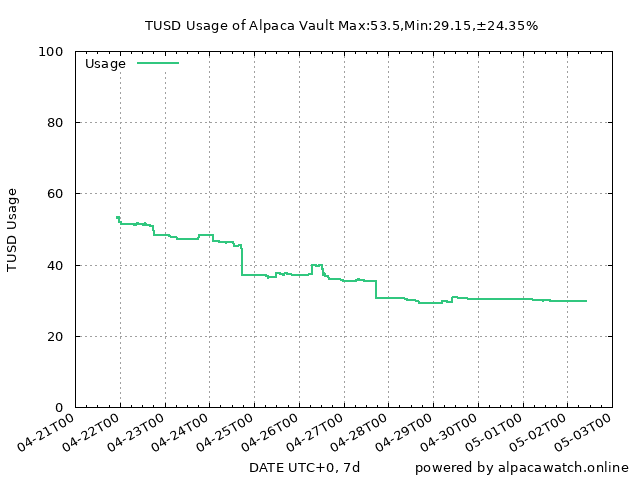 TUSD Usage of Alpaca Vault Max:53.5,Min:29.15,±24.35%
100
Usage
80
60
40
20
0
TUSD Usage
04-21T00
04-22T00
04-23T00
04-24T00
04-25T00
04-26T00
04-27T00
04-28T00
04-29T00
04-30T00
05-01T00
05-02T00
05-03T00
DATE UTC+0, 7d
powered by alpacawatch.online